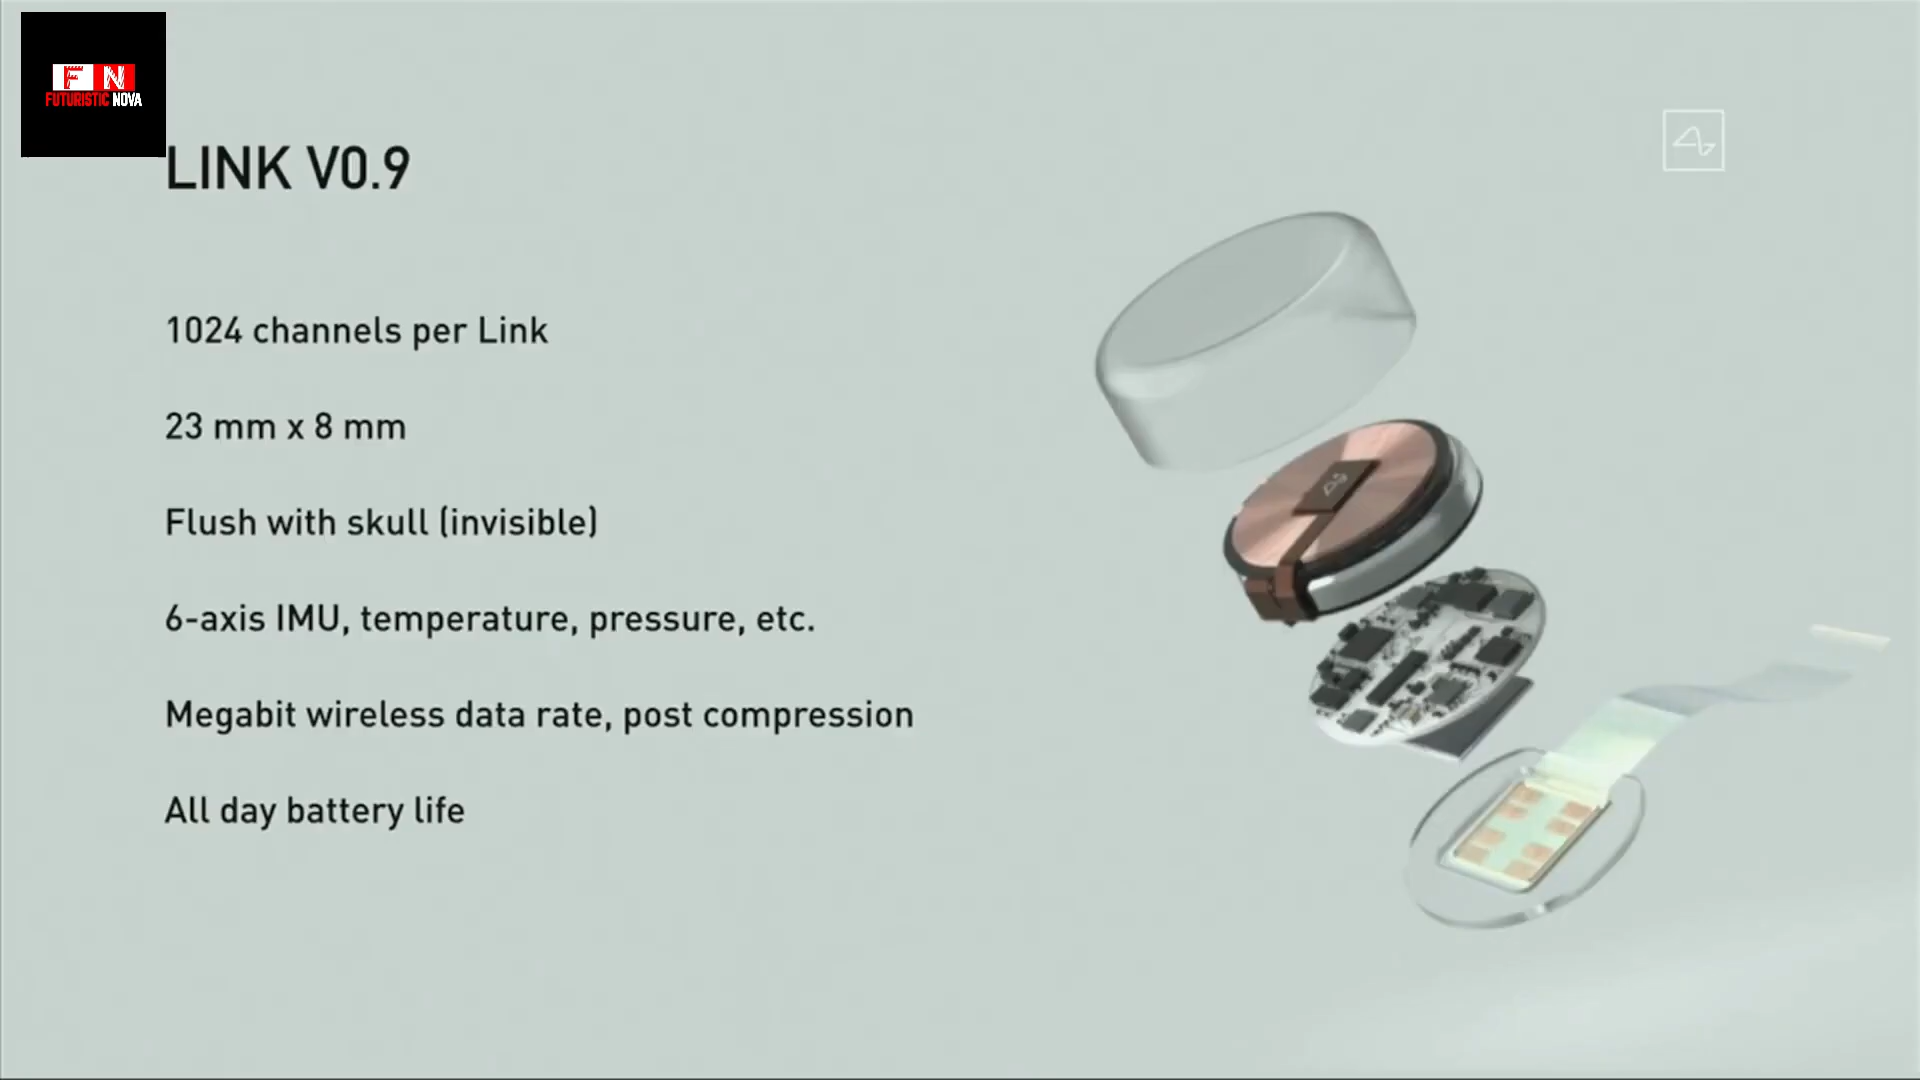 FN
FUTURISTIC NOVA
LINK V0.9
1024 channels per Link
23 mm x 8 mm
Flush with skull (invisible)
6-axis IMU, temperature, pressure, etc.
Megabit wireless data rate, post compression
All day battery life